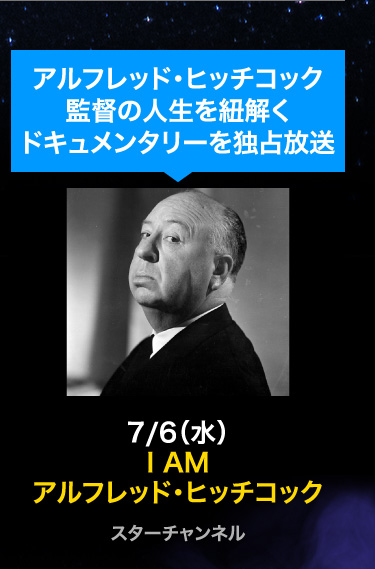 アルフレッド・ヒッチコック
監督の人生を紐解く
ドキュメンタリーを独占放送
7/6(水)
I AM
アルフレッド・ヒッチコック
スターチャンネル